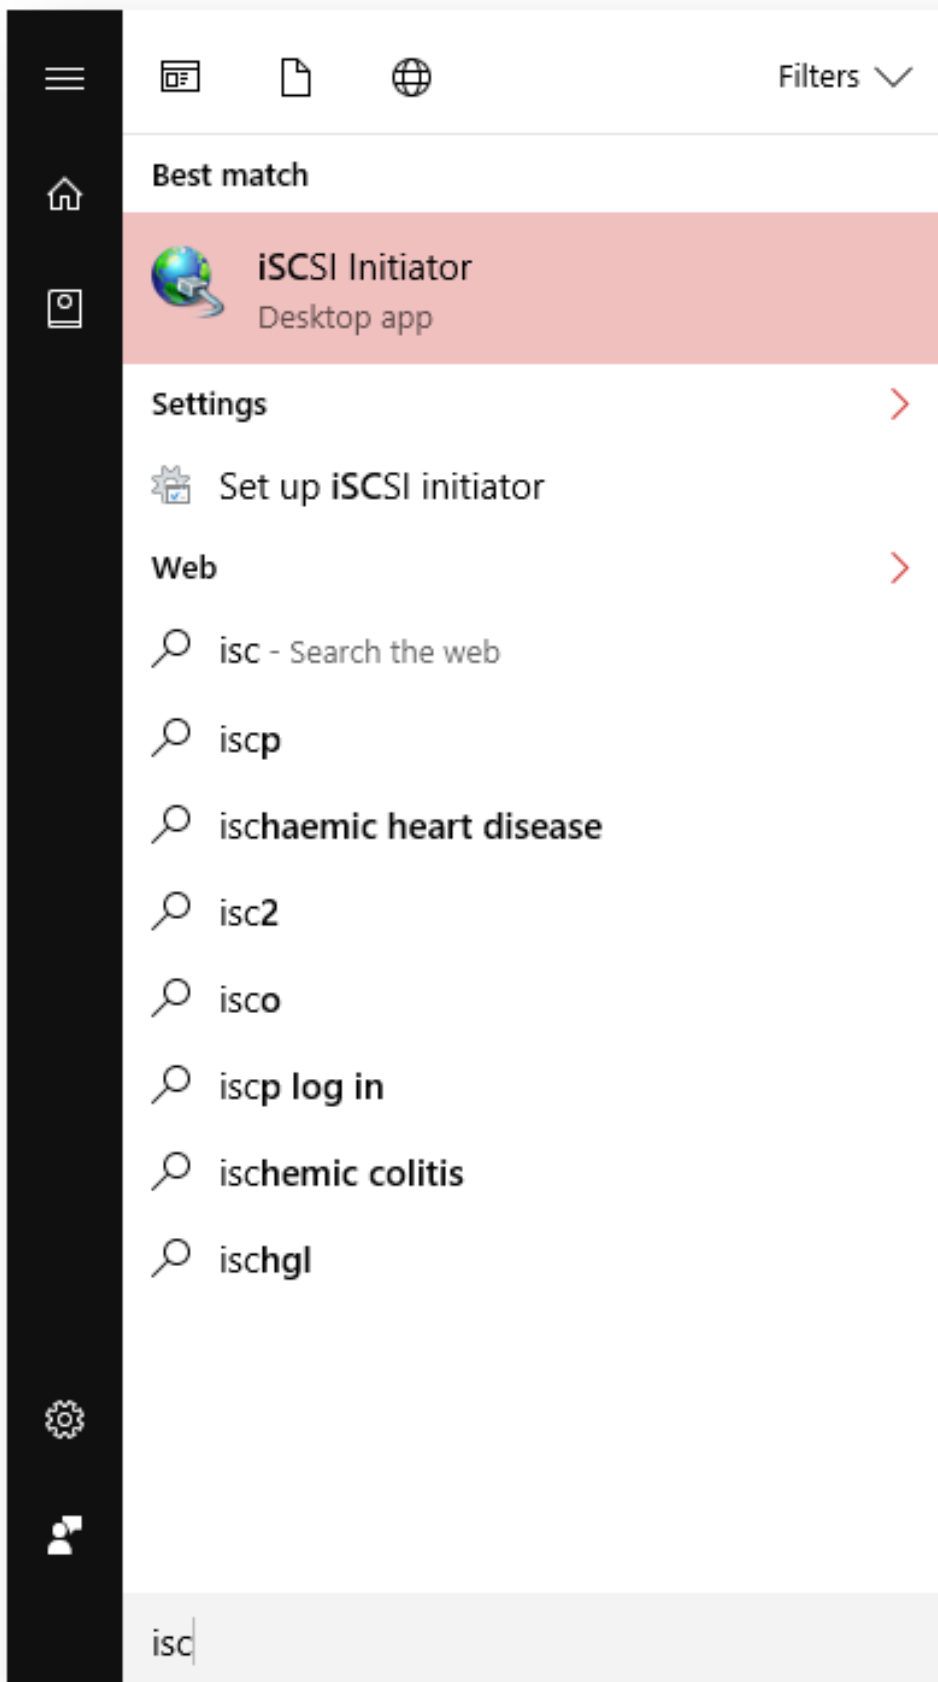 Filters
Best match
iSCSI Initiator
Desktop app
Settings
Set up iSCSI initiator
Web
isc - Search the web
iscp
ischaemic heart disease
isc2
isco
iscp log in
ischemic colitis
ischgl
isc